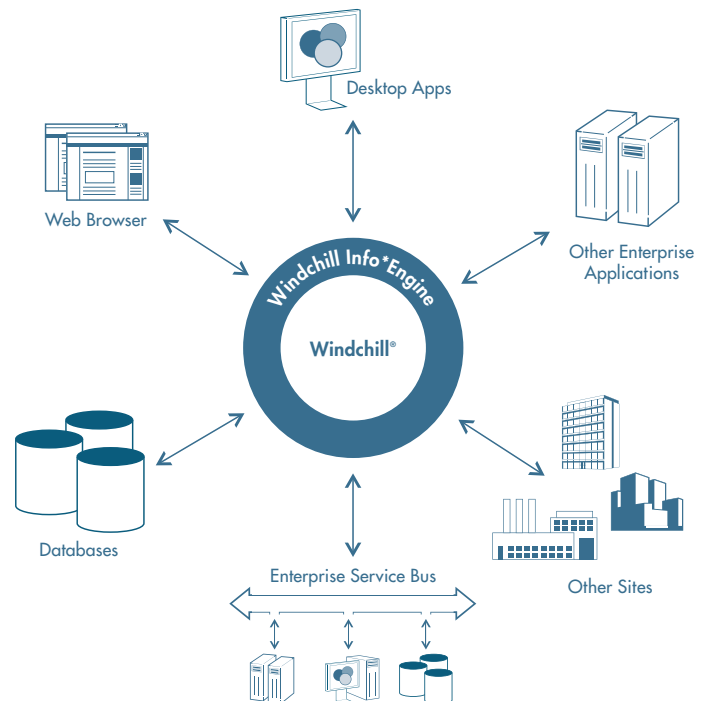 Desktop Apps
Web Browser
Other Enterprise
Applications
Windchill Info*Engine
Windchill®
Databases
Other Sites
Enterprise Service Bus